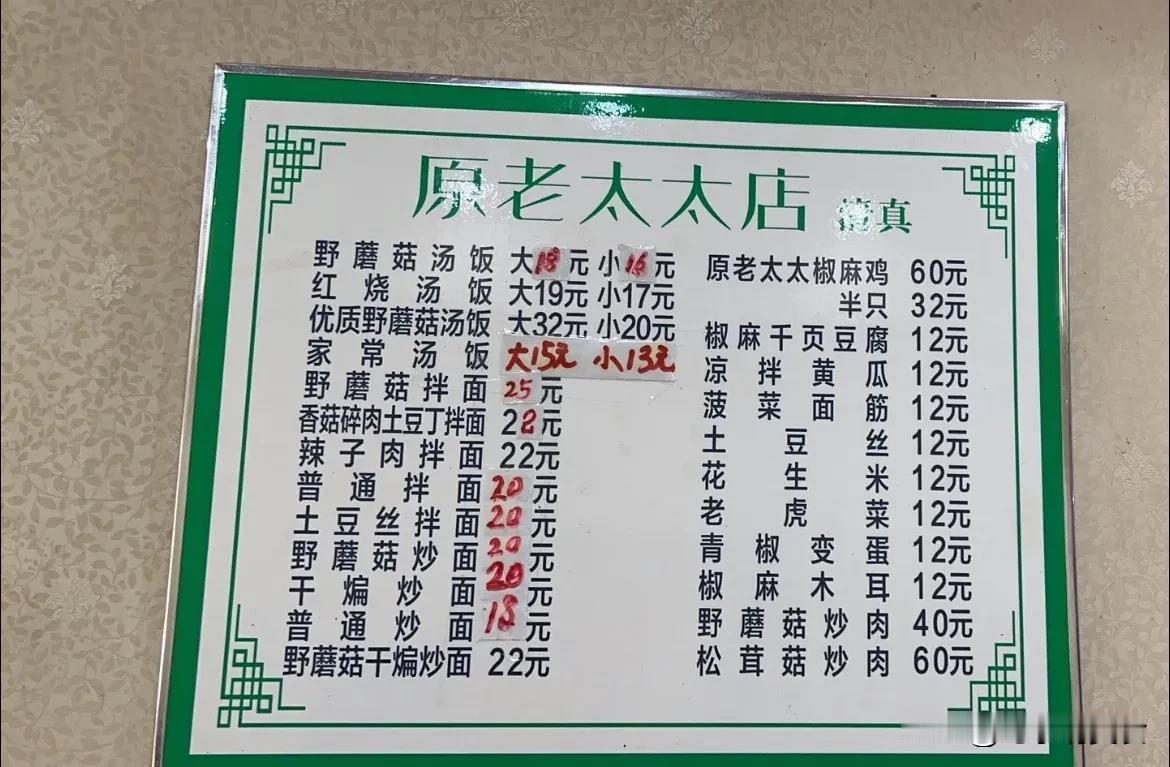 原老太太店 清真
野蘑菇汤饭 大18元 小16元
红烧汤饭 大19元 小17元
优质野蘑菇汤饭 大32元 小20元
家常汤饭 大15元 小13元
野蘑菇拌面 25元
香菇碎肉土豆丁拌面 22元
辣子肉拌面 22元
普通拌面 20元
土豆丝拌面 20元
野蘑菇炒面 20元
干煸炒面 20元
普通炒面 18元
野蘑菇干煸炒面 22元
原老太太椒麻鸡 60元
半只 32元
椒麻千页豆腐 12元
凉拌黄瓜 12元
菠菜面筋 12元
土豆丝 12元
花生米 12元
老虎菜 12元
青椒变蛋 12元
椒麻木耳 12元
野蘑菇炒肉 40元
松茸菇炒肉 60元